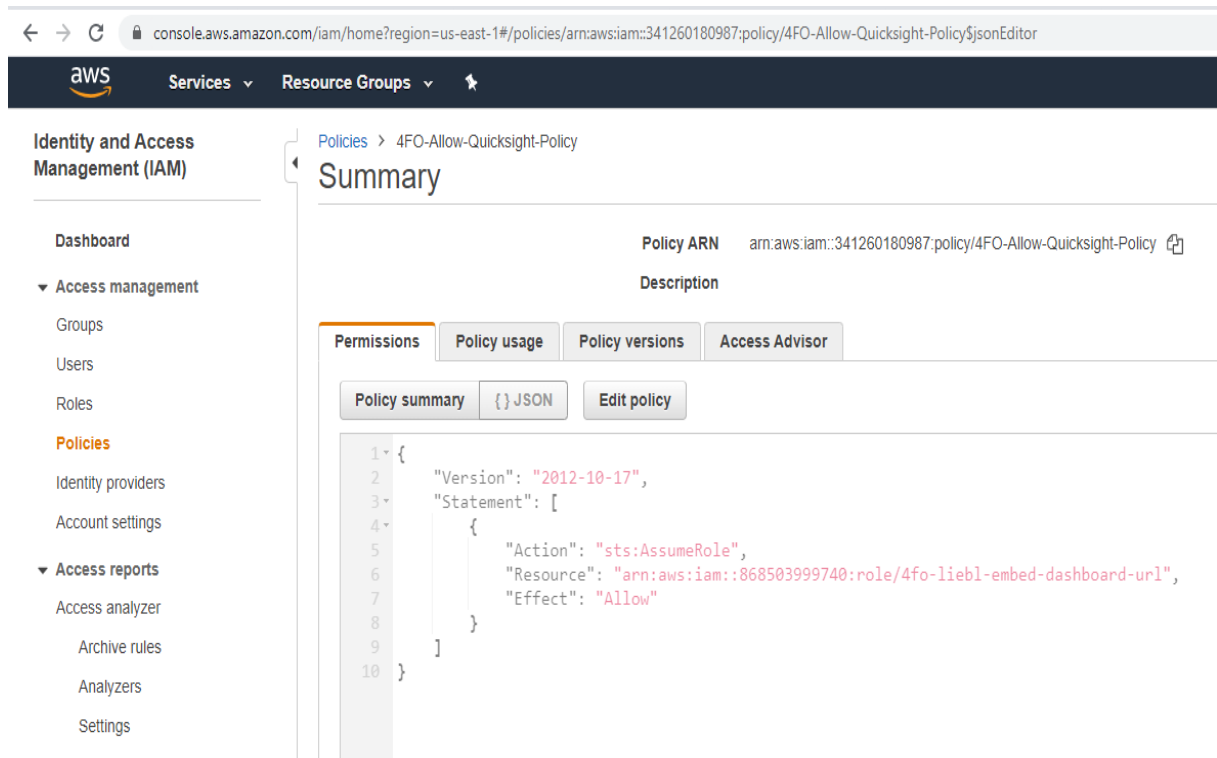 console.aws.amazon.com/iam/home?region=us-east-1#/policies/arn:aws:iam::341260180987:policy/4FO-Allow-Quicksight-Policy$jsonEditor
aws Services Resource Groups
Identity and Access
Management (IAM)
Dashboard
Access management
Groups
Users
Roles
Policies
Identity providers
Account settings
Access reports
Access analyzer
Archive rules
Analyzers
Settings
Policies > 4FO-Allow-Quicksight-Policy
Summary
Policy ARN arn:aws:iam::341260180987:policy/4FO-Allow-Quicksight-Policy
Description
Permissions Policy usage Policy versions Access Advisor
Policy summary { } JSON Edit policy
1 {
2 "Version": "2012-10-17",
3 "Statement": [
4 {
5 "Action": "sts:AssumeRole",
6 "Resource": "arn:aws:iam::868503999740:role/4fo-liebl-embed-dashboard-url",
7 "Effect": "Allow"
8 }
9 ]
10 }